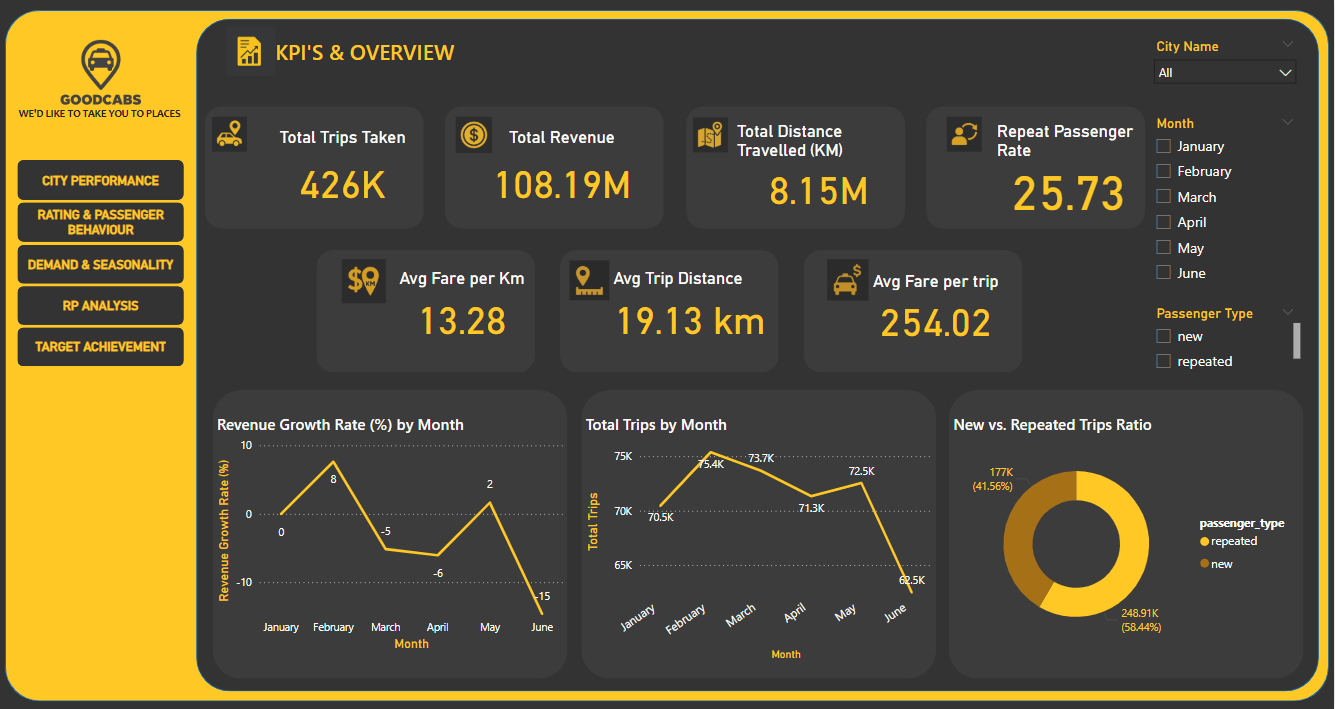 GOODCABS
WE'D LIKE TO TAKE YOU TO PLACES
CITY PERFORMANCE
RATING & PASSENGER
BEHAVIOUR
DEMAND & SEASONALITY
RP ANALYSIS
TARGET ACHIEVEMENT
KPI'S & OVERVIEW
City Name
All
Month
January
February
March
April
May
June
Passenger Type
new
repeated
Total Trips Taken
426K
$
Total Revenue
108.19M
Total Distance
Travelled (KM)
8.15M
Repeat Passenger
Rate
25.73
$
KM
Avg Fare per Km
13.28
Avg Trip Distance
19.13 km
$
Avg Fare per trip
254.02
Revenue Growth Rate (%) by Month
Revenue Growth Rate (%)
10
0
-10
0
8
-5
-6
2
-15
January
February
March
April
May
June
Month
Total Trips by Month
Total Trips
75K
70K
65K
70.5K
75.4K
73.7K
71.3K
72.5K
62.5K
January
February
March
April
May
June
Month
New vs. Repeated Trips Ratio
177K
(41.56%)
248.91K
(58.44%)
passenger_type
repeated
new